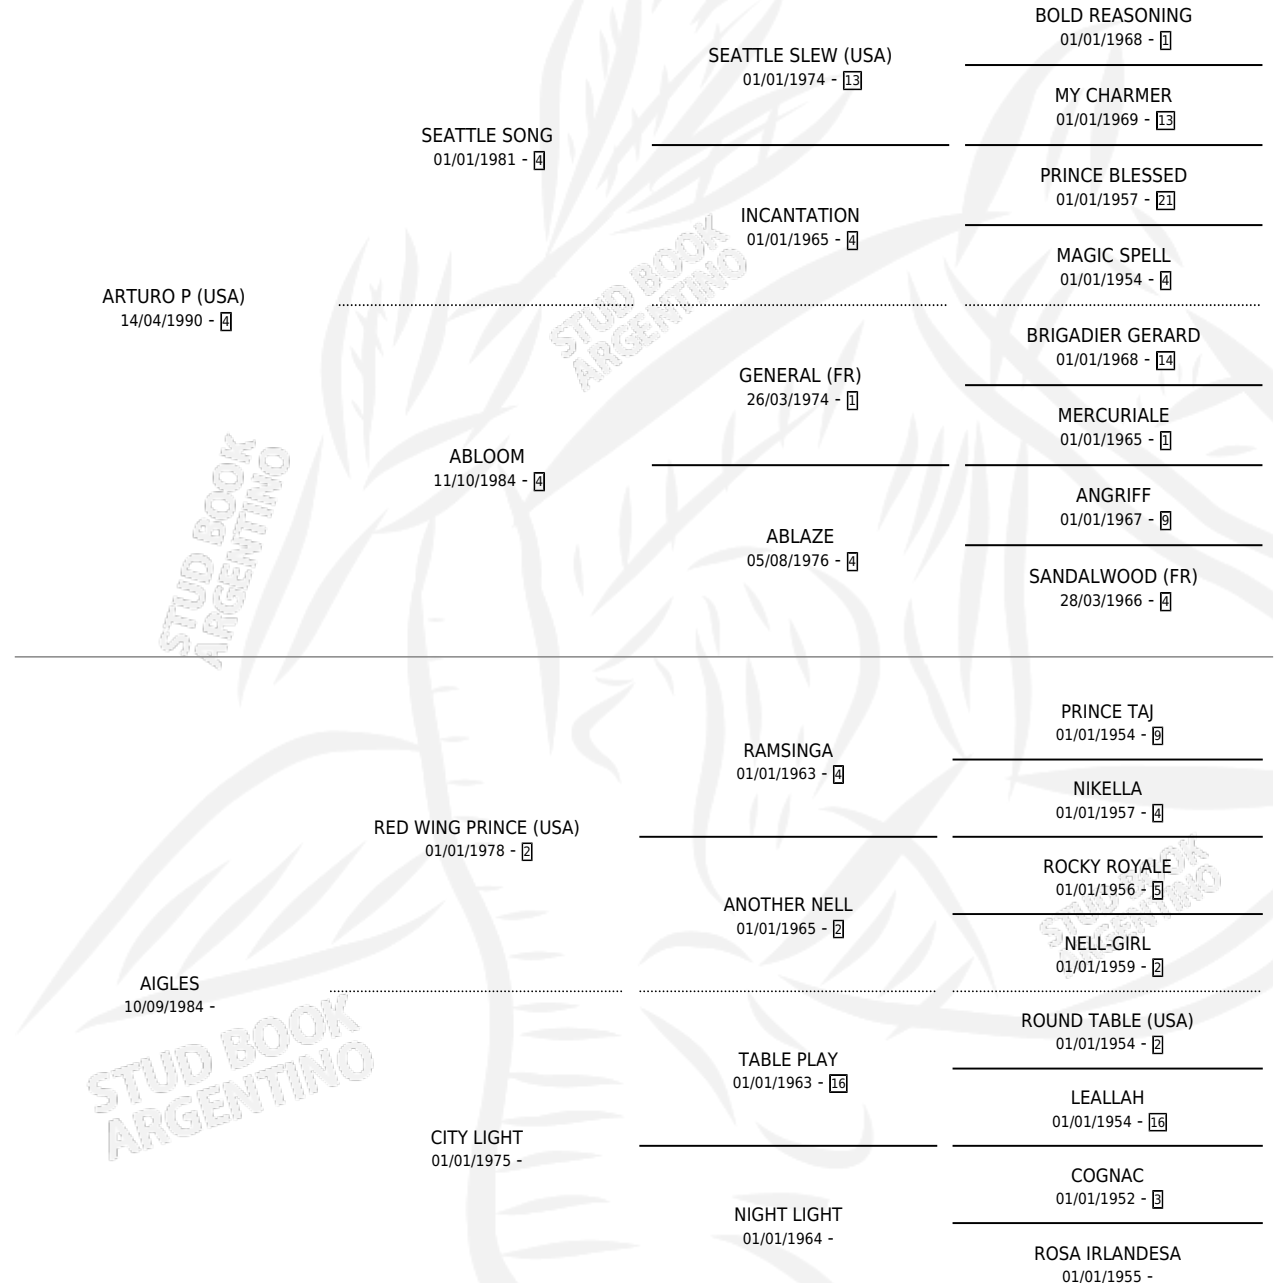 BOLD REASONING
01/01/1968 - 1
SEATTLE SLEW (USA)
01/01/1974 - 13
MY CHARMER
01/01/1969 - 13
SEATTLE SONG
01/01/1981 - 4
PRINCE BLESSED
01/01/1957 - 21
INCANTATION
01/01/1965 - 4
MAGIC SPELL
01/01/1954 - 4
STUD BOOK
ARGENTINO
ARTURO P (USA)
14/04/1990 - 4
BRIGADIER GERARD
01/01/1968 - 14
GENERAL (FR)
26/03/1974 - 1
MERCURIALE
01/01/1965 - 1
ABLOOM
11/10/1984 - 4
ANGRIFF
01/01/1967 - 9
ABLAZE
05/08/1976 - 4
SANDALWOOD (FR)
28/03/1966 - 4
STUD BOOK
ARGENTINO
PRINCE TAJ
01/01/1954 - 9
RAMSINGA
01/01/1963 - 4
NIKELLA
01/01/1957 - 4
RED WING PRINCE (USA)
01/01/1978 - 2
ROCKY ROYALE
01/01/1956 - 5
ANOTHER NELL
01/01/1965 - 2
NELL-GIRL
01/01/1959 - 2
STUD BOOK
ARGENTINO
AIGLES
10/09/1984 -
ROUND TABLE (USA)
01/01/1954 - 2
TABLE PLAY
01/01/1963 - 16
LEALLAH
01/01/1954 - 16
STUD BOOK
ARGENTINO
CITY LIGHT
01/01/1975 -
COGNAC
01/01/1952 - 3
NIGHT LIGHT
01/01/1964 -
ROSA IRLANDESA
01/01/1955 -